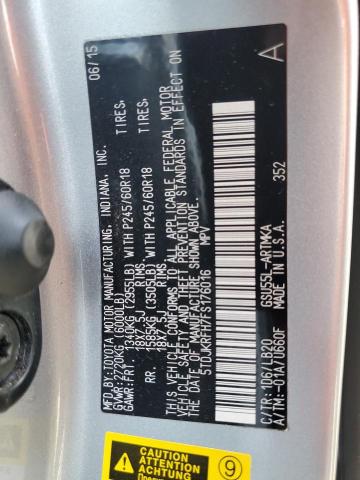 MFD. BY: TOYOTA MOTOR MANUFACTURING, INDIANA, INC. 06/15
GVWR: 2720KG (6000LB)
GAWR: FRT. 1340KG (2955LB) WITH P245/60R18 TIRES,
18X7.5J RIMS
RR. 1585KG (3505LB) WITH P245/60R18 TIRES,
18X7.5J RIMS
THIS VEHICLE CONFORMS TO ALL APPLICABLE FEDERAL MOTOR
VEHICLE SAFETY, BUMPER, AND THEFT PREVENTION STANDARDS IN EFFECT ON
THE DATE OF MANUFACTURE SHOWN ABOVE.
5TDJKRFH7FS176016 MPV
A
C/TR: 1D6/LB20 GSU55L-ARTMKA 352
A/TM: -01A/U660F MADE IN U.S.A.
CAUTION
ATTENTION
ACHTUNG
9